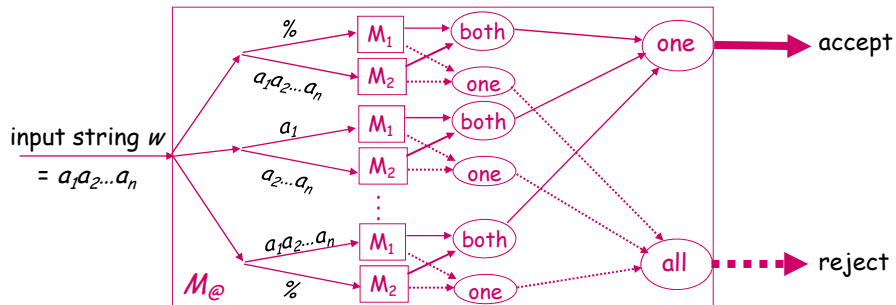 %
M1
both
one
accept
a1a2...an
M2
one
input string w
= a1a2...an
a1
M1
both
a2...an
M2
one
a1a2...an
M1
both
all
reject
%
M2
one
M@